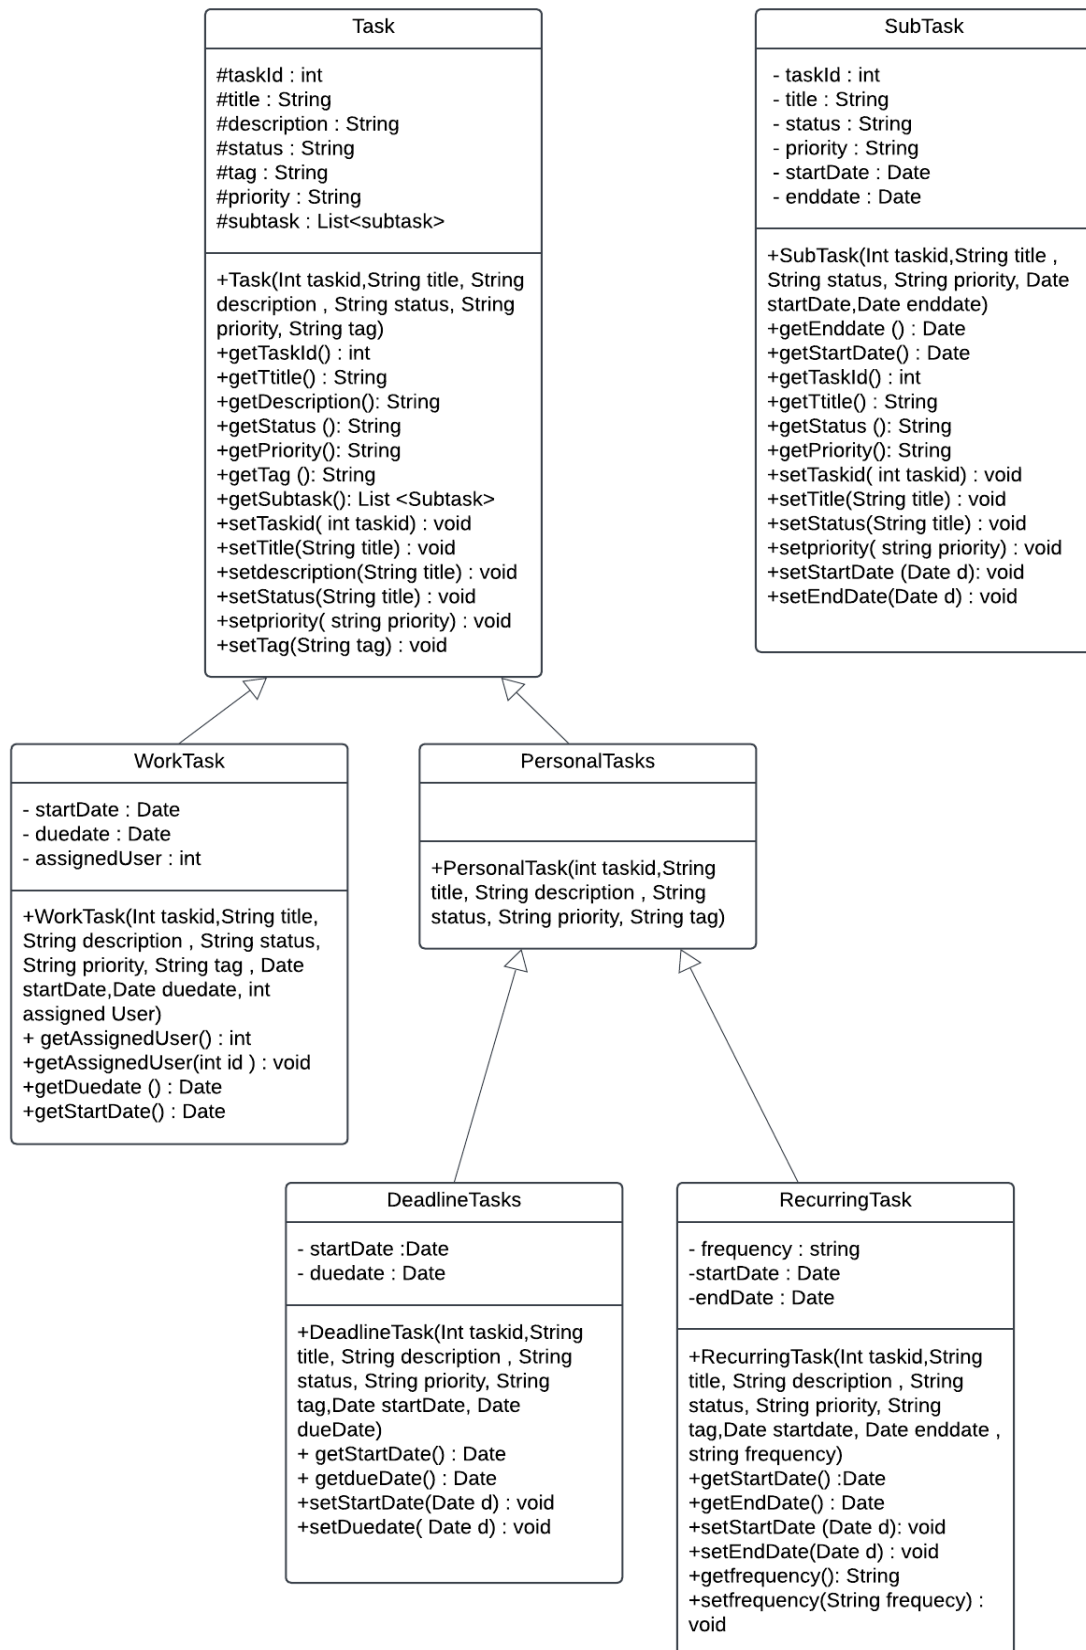 Task
#taskId : int
#title : String
#description : String
#status : String
#tag : String
#priority : String
#subtask : List<subtask>
+Task(Int taskid,String title, String
description , String status, String
priority, String tag)
+getTaskId() : int
+getTtitle() : String
+getDescription(): String
+getStatus (): String
+getPriority(): String
+getTag (): String
+getSubtask(): List <Subtask>
+setTaskid( int taskid) : void
+setTitle(String title) : void
+setdescription(String title) : void
+setStatus(String title) : void
+setpriority( string priority) : void
+setTag(String tag) : void
SubTask
- taskId : int
- title : String
- status : String
- priority : String
- startDate : Date
- enddate : Date
+SubTask(Int taskid,String title ,
String status, String priority, Date
startDate,Date enddate)
+getEnddate () : Date
+getStartDate() : Date
+getTaskId() : int
+getTtitle() : String
+getStatus (): String
+getPriority(): String
+setTaskid( int taskid) : void
+setTitle(String title) : void
+setStatus(String title) : void
+setpriority( string priority) : void
+setStartDate (Date d): void
+setEndDate(Date d) : void
WorkTask
- startDate : Date
- duedate : Date
- assignedUser : int
+WorkTask(Int taskid,String title,
String description , String status,
String priority, String tag , Date
startDate,Date duedate, int
assigned User)
+ getAssignedUser() : int
+getAssignedUser(int id ) : void
+getDuedate () : Date
+getStartDate() : Date
PersonalTasks
+PersonalTask(int taskid,String
title, String description , String
status, String priority, String tag)
DeadlineTasks
- startDate :Date
- duedate : Date
+DeadlineTask(Int taskid,String
title, String description , String
status, String priority, String
tag,Date startDate, Date
dueDate)
+ getStartDate() : Date
+ getdueDate() : Date
+setStartDate(Date d) : void
+setDuedate( Date d) : void
RecurringTask
- frequency : string
-startDate : Date
-endDate : Date
+RecurringTask(Int taskid,String
title, String description , String
status, String priority, String
tag,Date startdate, Date enddate ,
string frequency)
+getStartDate() :Date
+getEndDate() : Date
+setStartDate (Date d): void
+setEndDate(Date d) : void
+getfrequency(): String
+setfrequency(String frequecy) :
void